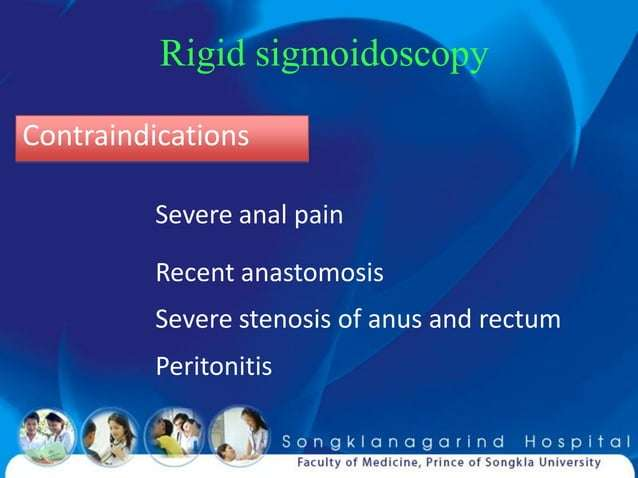 Rigid sigmoidoscopy
Contraindications
Severe anal pain
Recent anastomosis
Severe stenosis of anus and rectum
Peritonitis
Songklanagarind Hospital
Faculty of Medicine, Prince of Songkla University